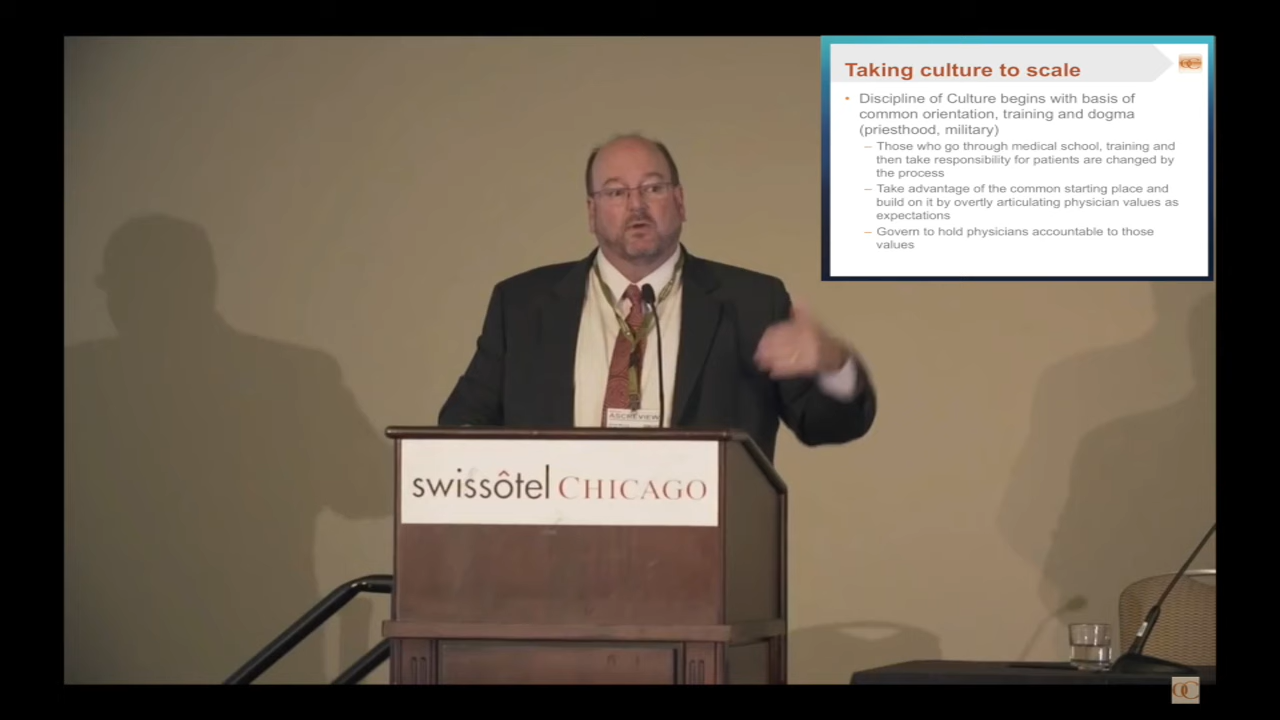 Taking culture to scale
• Discipline of Culture begins with basis of
common orientation, training and dogma
(priesthood, military)
– Those who go through medical school, training and
then take responsibility for patients are changed by
the process
– Take advantage of the common starting place and
build on it by overtly articulating physician values as
expectations
– Govern to hold physicians accountable to those
values
ASC REVIEW
swissôtel CHICAGO
OC